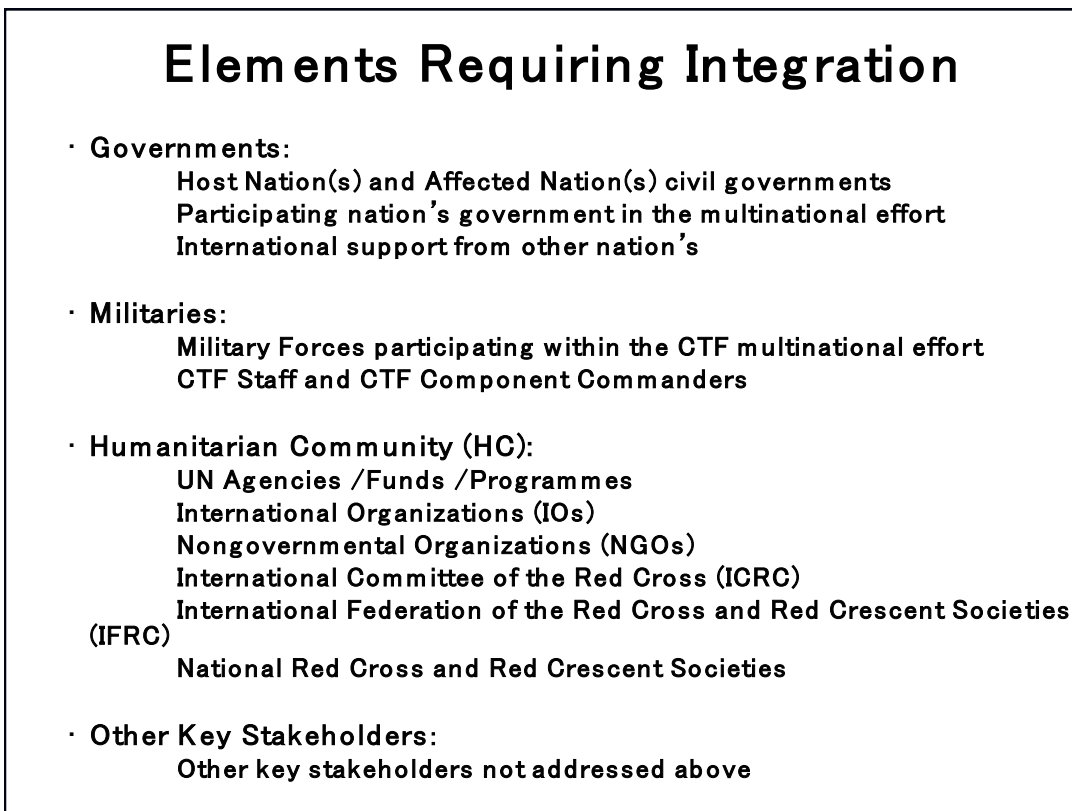 Elements Requiring Integration
· Governments:
Host Nation(s) and Affected Nation(s) civil governments
Participating nation’s government in the multinational effort
International support from other nation’s
· Militaries:
Military Forces participating within the CTF multinational effort
CTF Staff and CTF Component Commanders
· Humanitarian Community (HC):
UN Agencies /Funds /Programmes
International Organizations (IOs)
Nongovernmental Organizations (NGOs)
International Committee of the Red Cross (ICRC)
International Federation of the Red Cross and Red Crescent Societies
(IFRC)
National Red Cross and Red Crescent Societies
· Other Key Stakeholders:
Other key stakeholders not addressed above